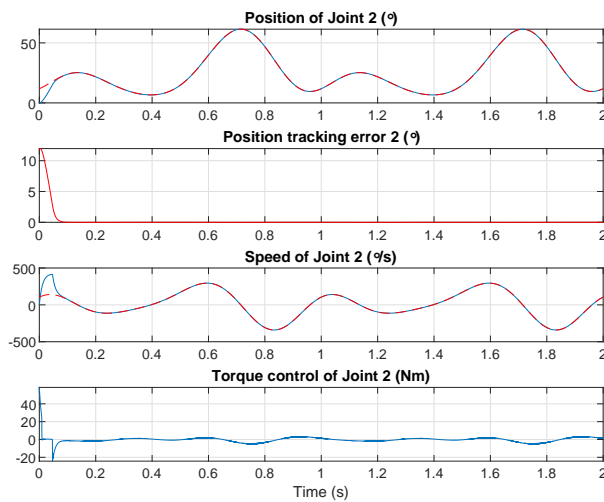 Position of Joint 2 (°)
50
0
0 0.2 0.4 0.6 0.8 1 1.2 1.4 1.6 1.8 2
Position tracking error 2 (°)
10
5
0
0 0.2 0.4 0.6 0.8 1 1.2 1.4 1.6 1.8 2
Speed of Joint 2 (°/s)
500
0
-500
0 0.2 0.4 0.6 0.8 1 1.2 1.4 1.6 1.8 2
Torque control of Joint 2 (Nm)
40
20
0
-20
0 0.2 0.4 0.6 0.8 1 1.2 1.4 1.6 1.8 2
Time (s)